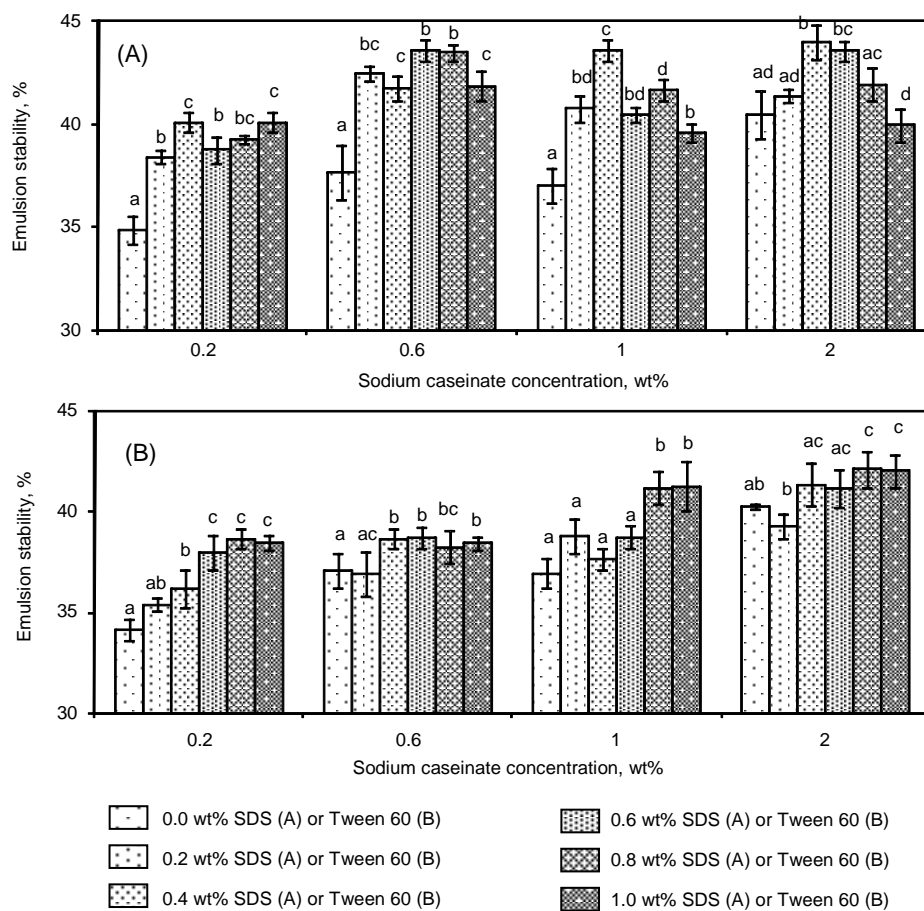 45
(A)
40
35
30
Emulsion stability, %
a b c b bc c
a bc c b b c
a bd c bd d b
ad ad b bc ac d
0.2 0.6 1 2
Sodium caseinate concentration, wt%
45
(B)
40
35
30
Emulsion stability, %
a ab b c c c
a ac b b bc b
a a a a b b
ab b ac ac c c
0.2 0.6 1 2
Sodium caseinate concentration, wt%
0.0 wt% SDS (A) or Tween 60 (B)
0.2 wt% SDS (A) or Tween 60 (B)
0.4 wt% SDS (A) or Tween 60 (B)
0.6 wt% SDS (A) or Tween 60 (B)
0.8 wt% SDS (A) or Tween 60 (B)
1.0 wt% SDS (A) or Tween 60 (B)